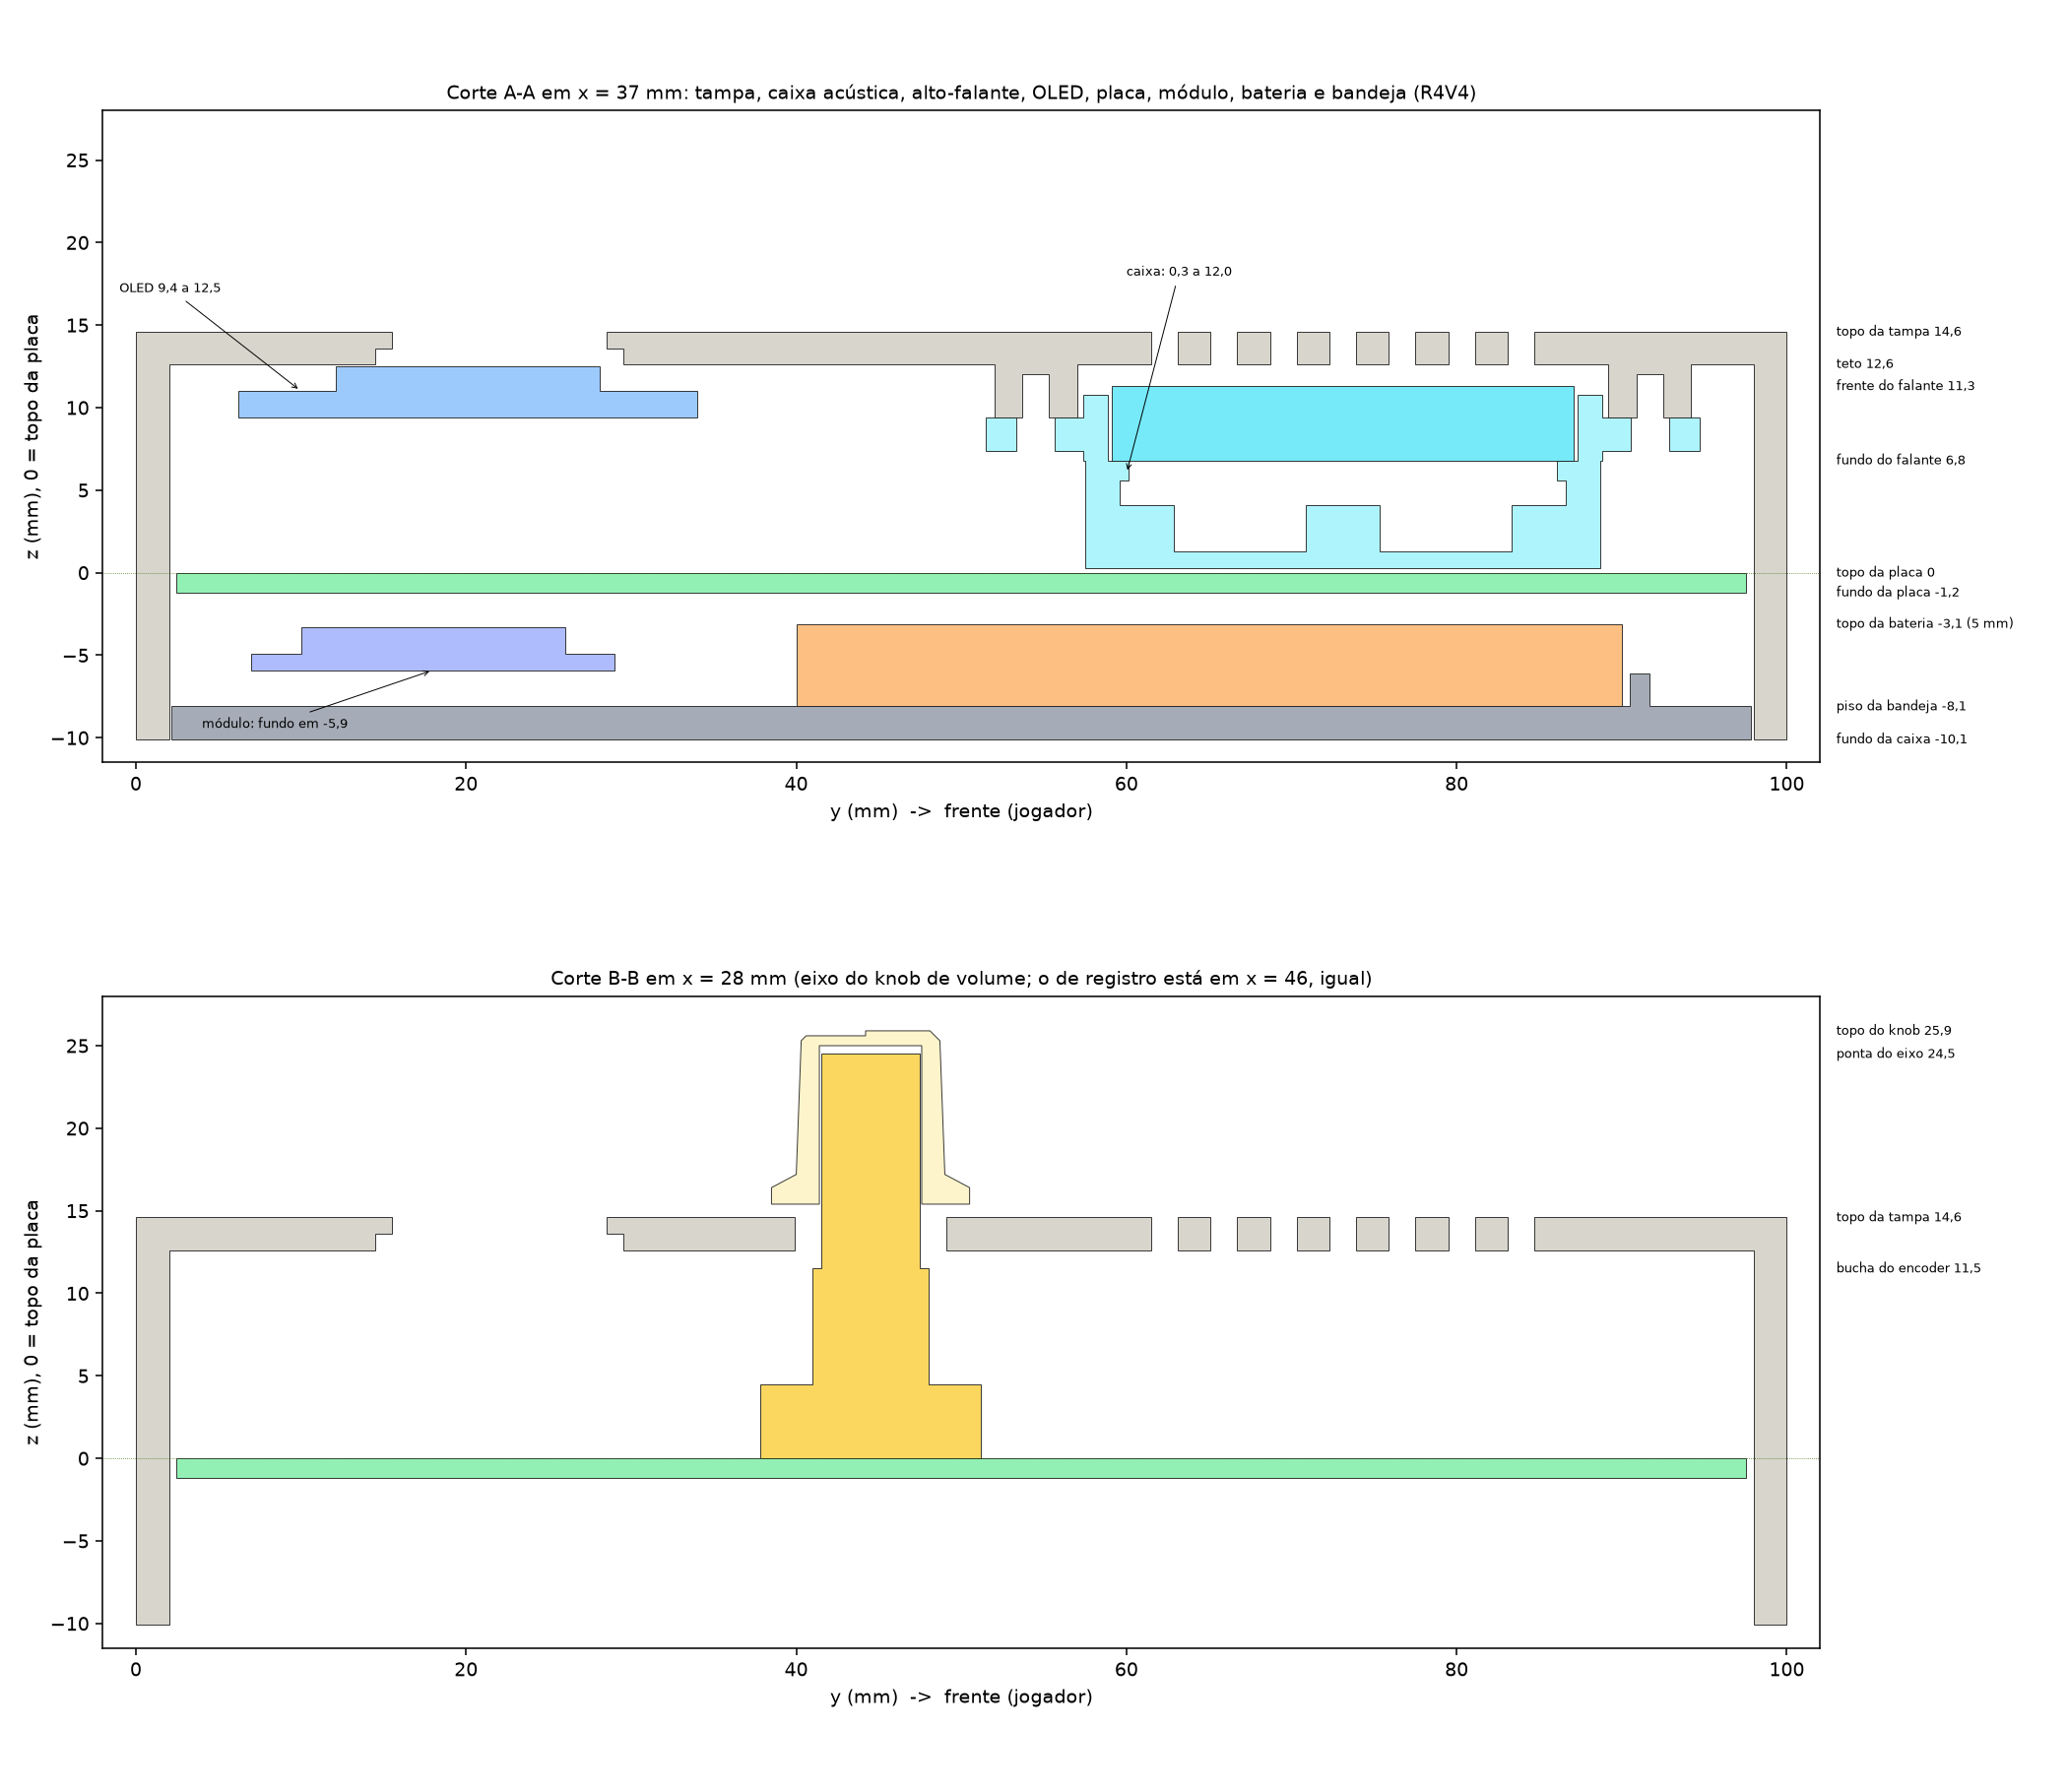 Corte A-A em x = 37 mm: tampa, caixa acústica, alto-falante, OLED, placa, módulo, bateria e bandeja (R4V4)
z (mm), 0 = topo da placa
25
20
15
10
5
0
−5
−10
OLED 9,4 a 12,5
caixa: 0,3 a 12,0
módulo: fundo em -5,9
topo da tampa 14,6
teto 12,6
frente do falante 11,3
fundo do falante 6,8
topo da placa 0
fundo da placa -1,2
topo da bateria -3,1 (5 mm)
piso da bandeja -8,1
fundo da caixa -10,1
0 20 40 60 80 100
y (mm) -> frente (jogador)
Corte B-B em x = 28 mm (eixo do knob de volume; o de registro está em x = 46, igual)
z (mm), 0 = topo da placa
25
20
15
10
5
0
−5
−10
topo do knob 25,9
ponta do eixo 24,5
topo da tampa 14,6
bucha do encoder 11,5
0 20 40 60 80 100
y (mm) -> frente (jogador)